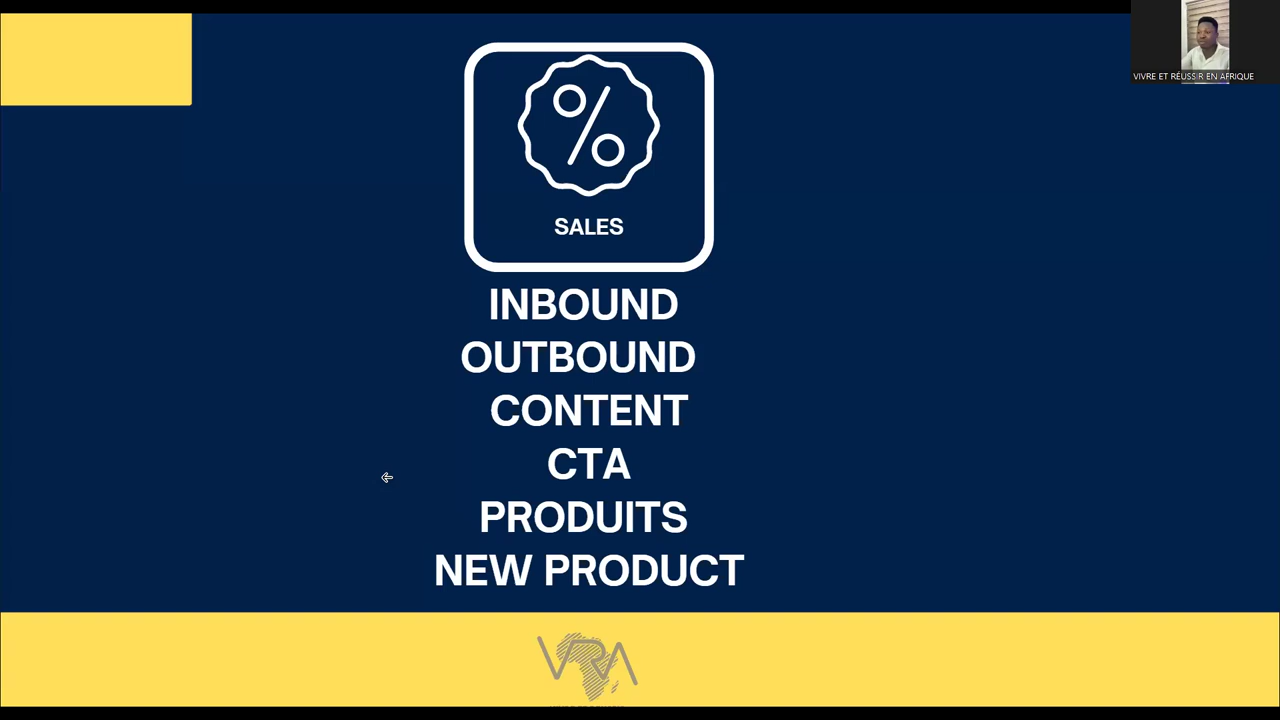 VIVRE ET RÉUSSIR EN AFRIQUE
%
SALES
INBOUND
OUTBOUND
CONTENT
CTA
PRODUITS
NEW PRODUCT
VRA